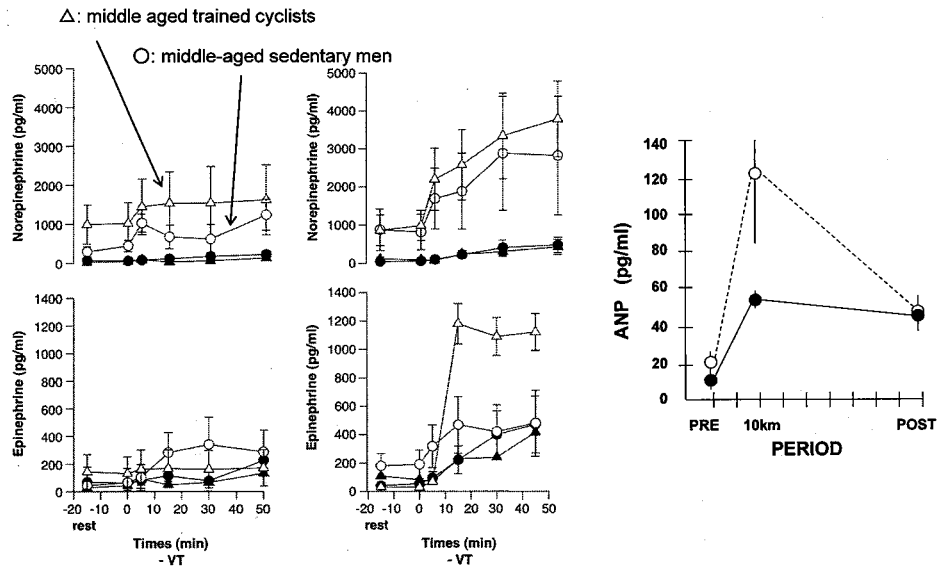 △: middle aged trained cyclists
○: middle-aged sedentary men
Norepinephrine (pg/ml)
5000
4000
3000
2000
1000
0
Norepinephrine (pg/ml)
5000
4000
3000
2000
1000
0
Epinephrine (pg/ml)
1400
1200
1000
800
600
400
200
0
-20 -10 0 10 20 30 40 50
rest
Times (min)
- VT
Epinephrine (pg/ml)
1400
1200
1000
800
600
400
200
0
-20 -10 0 10 20 30 40 50
rest
Times (min)
- VT
ANP (pg/ml)
140
120
100
80
60
40
20
0
PRE 10km POST
PERIOD